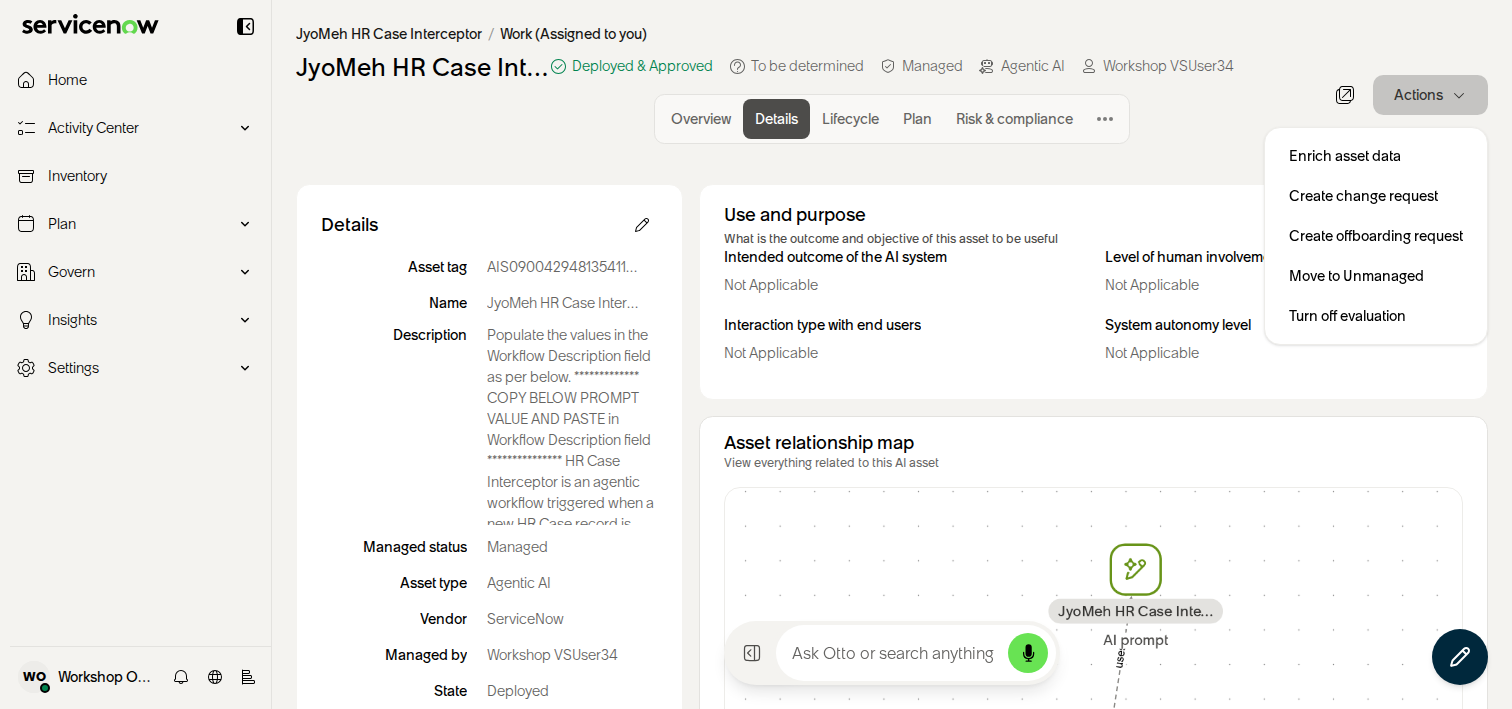 servicenow
Home
Activity Center
Inventory
Plan
Govern
Insights
Settings
WO
Workshop O...
JyoMeh HR Case Interceptor / Work (Assigned to you)
JyoMeh HR Case Int...
Deployed & Approved
To be determined
Managed
Agentic AI
Workshop VSUser34
Actions
Overview
Details
Lifecycle
Plan
Risk & compliance
Enrich asset data
Create change request
Create offboarding request
Move to Unmanaged
Turn off evaluation
Details
Asset tag AIS090042948135411...
Name JyoMeh HR Case Inter...
Description Populate the values in the
Workflow Description field
as per below. *************
COPY BELOW PROMPT
VALUE AND PASTE in
Workflow Description field
*************** HR Case
Interceptor is an agentic
workflow triggered when a
new HR Case record is
Managed status Managed
Asset type Agentic AI
Vendor ServiceNow
Managed by Workshop VSUser34
State Deployed
Use and purpose
What is the outcome and objective of this asset to be useful
Intended outcome of the AI system
Not Applicable
Level of human involvem
Not Applicable
Interaction type with end users
Not Applicable
System autonomy level
Not Applicable
Asset relationship map
View everything related to this AI asset
JyoMeh HR Case Inte...
AI prompt
use
Ask Otto or search anything